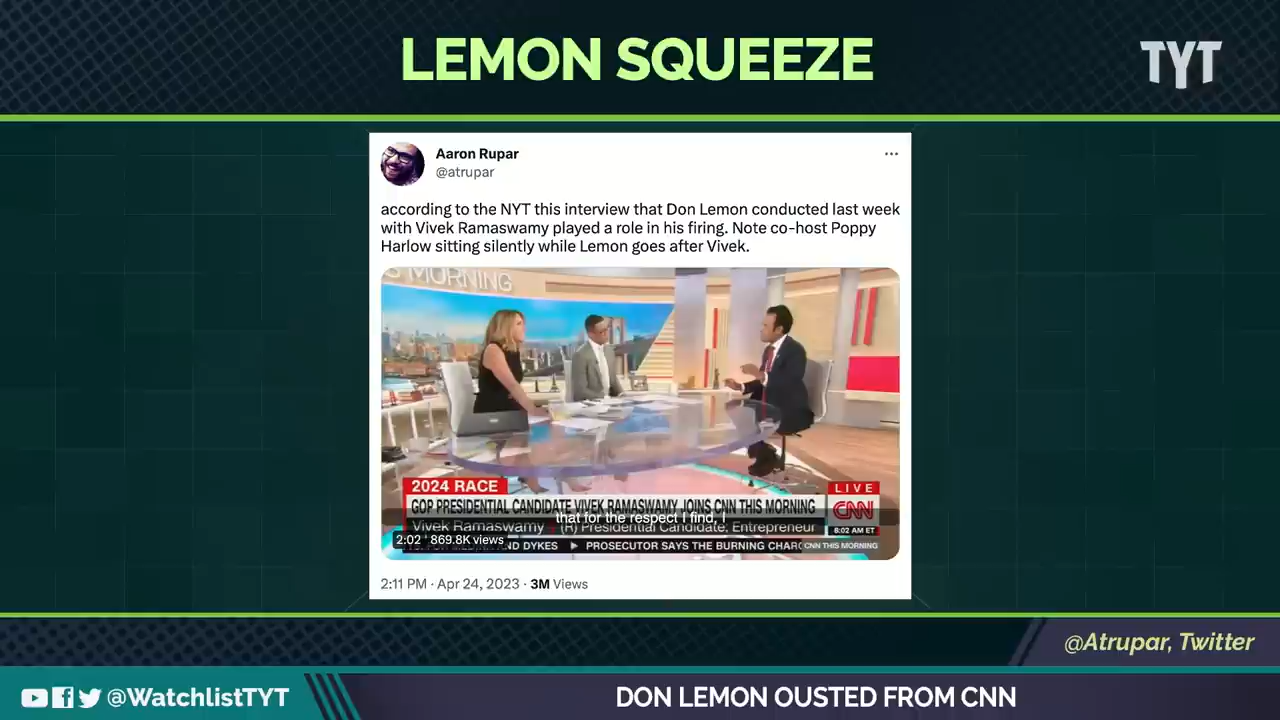 LEMON SQUEEZE
TYT
Aaron Rupar
@atrupar
according to the NYT this interview that Don Lemon conducted last week
with Vivek Ramaswamy played a role in his firing. Note co-host Poppy
Harlow sitting silently while Lemon goes after Vivek.
S MORNING
2024 RACE
LIVE
GOP PRESIDENTIAL CANDIDATE VIVEK RAMASWAMY JOINS CNN THIS MORNING
CNN
that for the respect I find, I
Vivek Ramaswamy (R) Presidential Candidate, Entrepreneur
8:02 AM ET
2:02 869.8K views
ND DYKES ▶ PROSECUTOR SAYS THE BURNING CHAR
CNN THIS MORNING
2:11 PM · Apr 24, 2023 · 3M Views
@Atrupar, Twitter
@WatchlistTYT
DON LEMON OUSTED FROM CNN